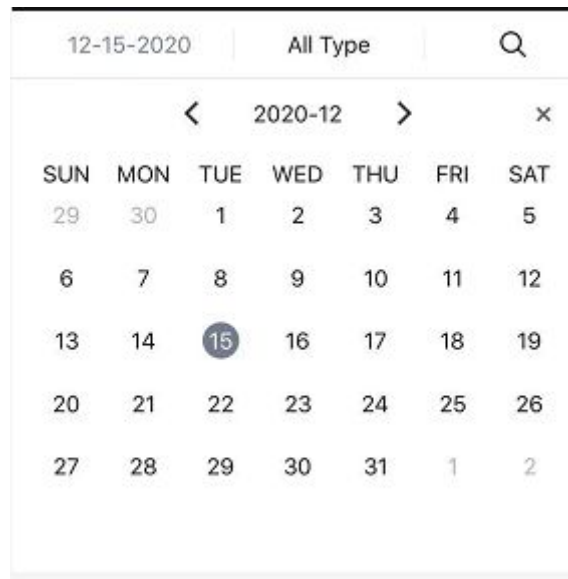 12-15-2020 All Type
2020-12 ×
SUN MON TUE WED THU FRI SAT
29 30 1 2 3 4 5
6 7 8 9 10 11 12
13 14 15 16 17 18 19
20 21 22 23 24 25 26
27 28 29 30 31 1 2